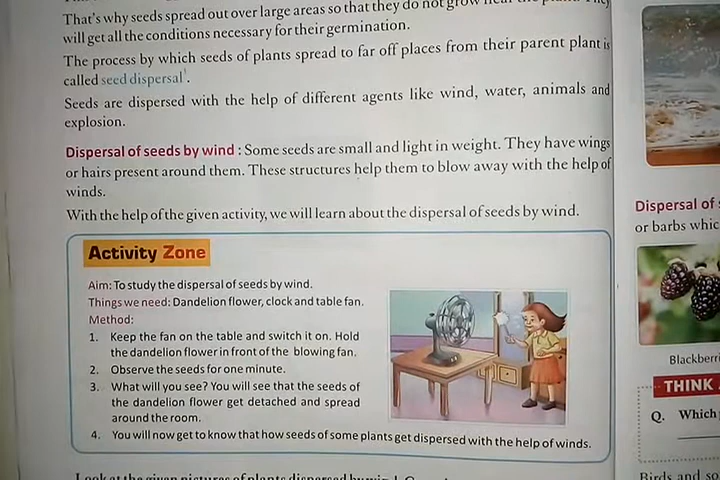 That's why seeds spread out over large areas so that they do not grow near the They
will get all the conditions necessary for their germination.
The process by which seeds of plants spread to far off places from their parent plant is
called seed dispersal¹.
Seeds are dispersed with the help of different agents like wind, water, animals and
explosion.
Dispersal of seeds by wind : Some seeds are small and light in weight. They have wings
or hairs present around them. These structures help them to blow away with the help of
winds.
With the help of the given activity, we will learn about the dispersal of seeds by wind.
Activity Zone
Aim: To study the dispersal of seeds by wind.
Things we need: Dandelion flower, clock and table fan.
Method:
1. Keep the fan on the table and switch it on. Hold
the dandelion flower in front of the blowing fan.
2. Observe the seeds for one minute.
3. What will you see? You will see that the seeds of
the dandelion flower get detached and spread
around the room.
4. You will now get to know that how seeds of some plants get dispersed with the help of winds.
Look at the given pictures of plants dispersed by
Dispersal of
or barbs
THINK
Q. Which
Birds and